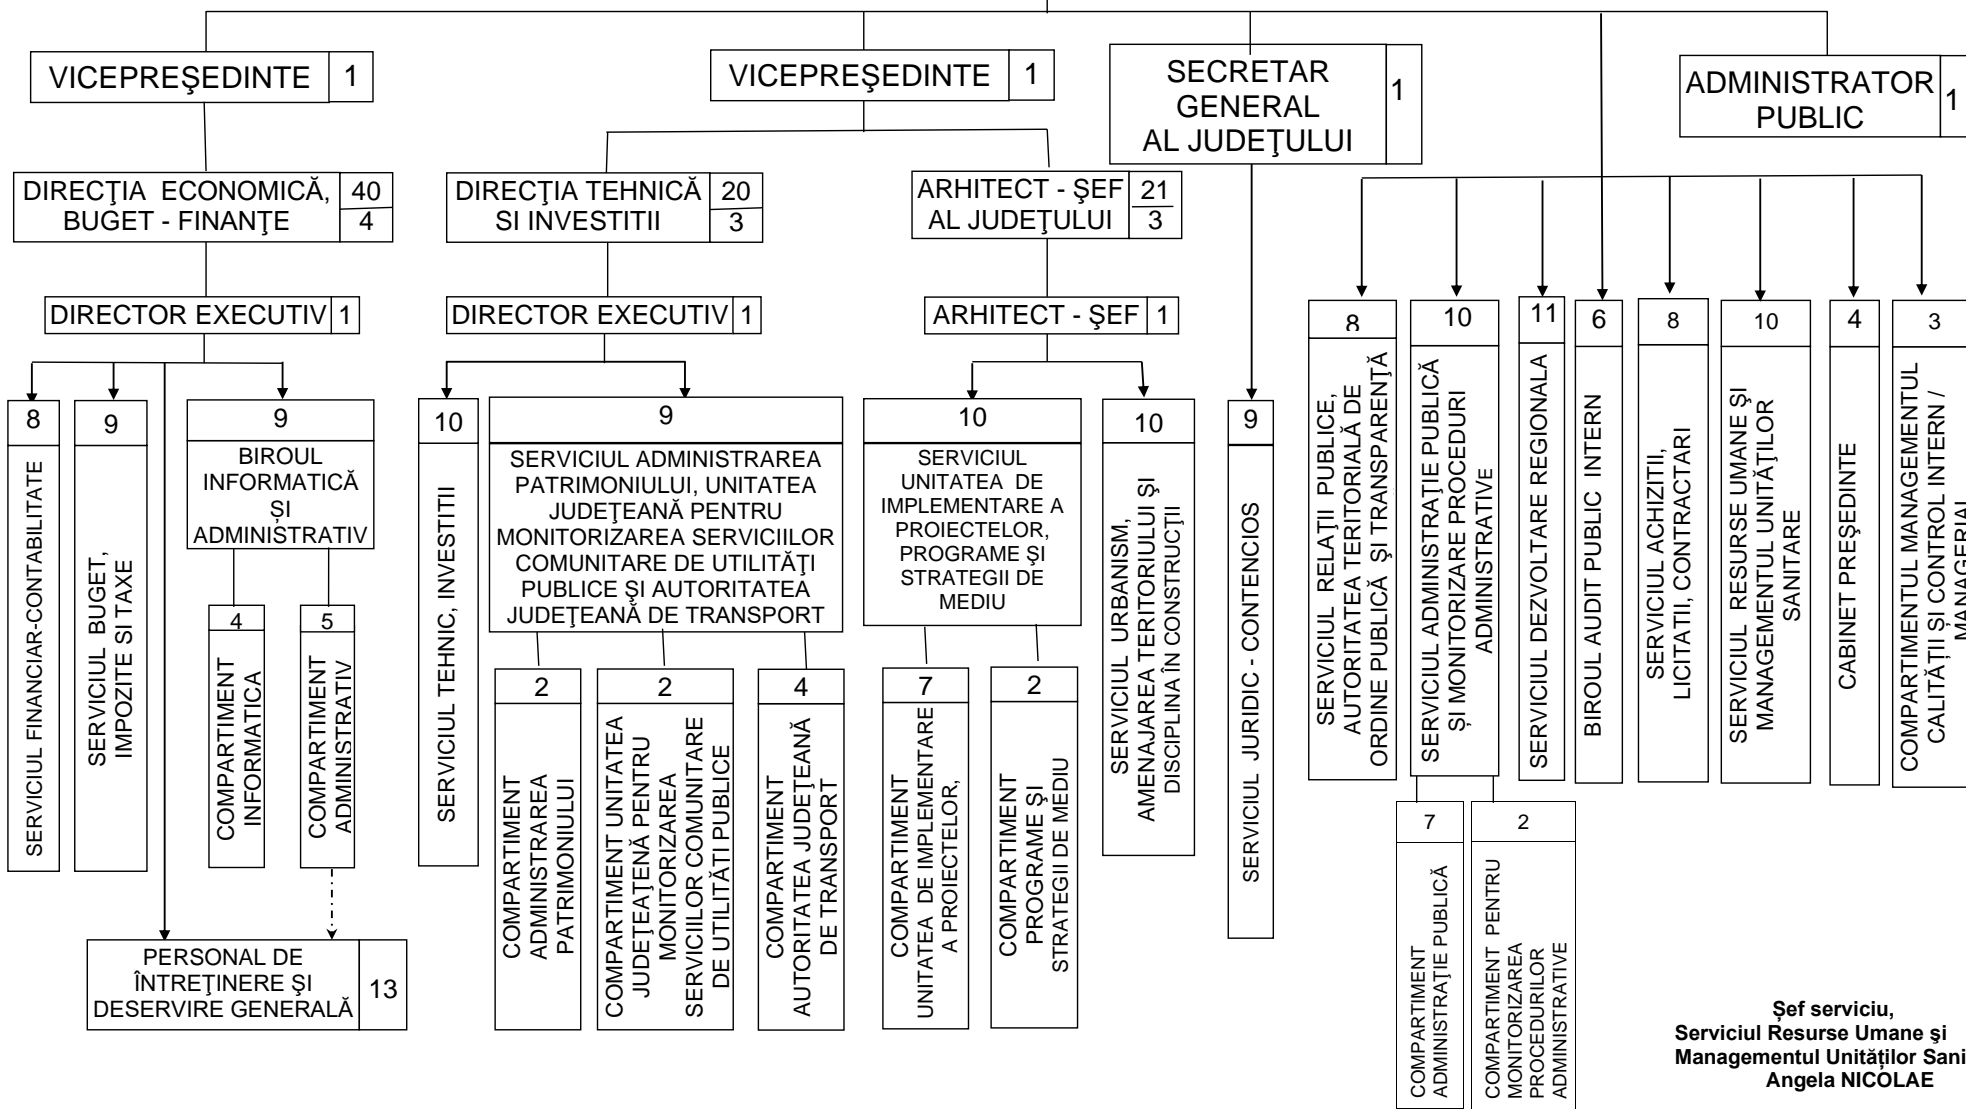 VICEPREŞEDINTE 1
VICEPREŞEDINTE 1
SECRETAR
GENERAL
AL JUDEŢULUI
1
ADMINISTRATOR
PUBLIC
1
DIRECŢIA ECONOMICĂ,
BUGET - FINANŢE
40
4
DIRECŢIA TEHNICĂ
SI INVESTITII
20
3
ARHITECT - ŞEF
AL JUDEŢULUI
21
3
DIRECTOR EXECUTIV 1
DIRECTOR EXECUTIV 1
ARHITECT - ŞEF 1
8
SERVICIUL FINANCIAR-CONTABILITATE
9
SERVICIUL BUGET,
IMPOZITE SI TAXE
9
BIROUL
INFORMATICĂ
ȘI
ADMINISTRATIV
4
COMPARTIMENT
INFORMATICA
5
COMPARTIMENT
ADMINISTRATIV
PERSONAL DE
ÎNTREŢINERE ŞI
DESERVIRE GENERALĂ
13
10
SERVICIUL TEHNIC, INVESTITII
9
SERVICIUL ADMINISTRAREA
PATRIMONIULUI, UNITATEA
JUDEŢEANĂ PENTRU
MONITORIZAREA SERVICIILOR
COMUNITARE DE UTILITĂŢI
PUBLICE ŞI AUTORITATEA
JUDEŢEANĂ DE TRANSPORT
2
COMPARTIMENT
ADMINISTRAREA
PATRIMONIULUI
2
COMPARTIMENT UNITATEA
JUDEŢEAŢENĂ PENTRU
MONITORIZAREA
SERVICIILOR COMUNITARE
DE UTILITĂTI PUBLICE
4
COMPARTIMENT
AUTORITATEA JUDEŢEANĂ
DE TRANSPORT
10
SERVICIUL
UNITATEA DE
IMPLEMENTARE A
PROIECTELOR,
PROGRAME ŞI
STRATEGII DE
MEDIU
7
COMPARTIMENT
UNITATEA DE IMPLEMENTARE
A PROIECTELOR,
2
COMPARTIMENT
PROGRAME ŞI
STRATEGII DE MEDIU
10
SERVICIUL URBANISM,
AMENAJAREA TERITORIULUI ŞI
DISCIPLINA ÎN CONSTRUCŢII
9
SERVICIUL JURIDIC - CONTENCIOS
8
SERVICIUL RELAŢII PUBLICE,
AUTORITATEA TERITORIALĂ DE
ORDINE PUBLICĂ ŞI TRANSPARENŢĂ
10
SERVICIUL ADMINISTRAŢIE PUBLICĂ
ȘI MONITORIZARE PROCEDURI
ADMINISTRATIVE
7
COMPARTIMENT
ADMINISTRAŢIE PUBLICĂ
2
COMPARTIMENT PENTRU
MONITORIZAREA
PROCEDURILOR
ADMINISTRATIVE
11
SERVICIUL DEZVOLTARE REGIONALA
6
BIROUL AUDIT PUBLIC INTERN
8
SERVICIUL ACHIZITII,
LICITATII, CONTRACTARI
10
SERVICIUL RESURSE UMANE ŞI
MANAGEMENTUL UNITĂŢILOR
SANITARE
4
CABINET PREŞEDINTE
3
COMPARTIMENTUL MANAGEMENTUL
CALITĂȚII ȘI CONTROL INTERN /
MANAGERIAL
Șef serviciu,
Serviciul Resurse Umane şi
Managementul Unităților Sani
Angela NICOLAE